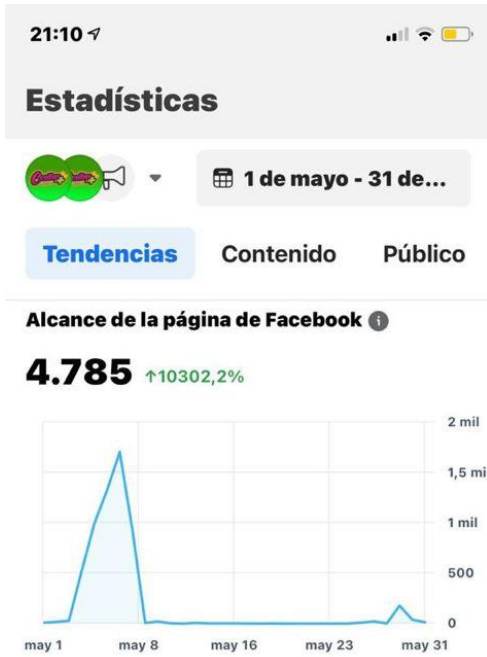 21:10
Estadísticas
1 de mayo - 31 de...
Tendencias Contenido Público
Alcance de la página de Facebook
4.785 ↑10302,2%
2 mil
1,5 mi
1 mil
500
0
may 1 may 8 may 16 may 23 may 31